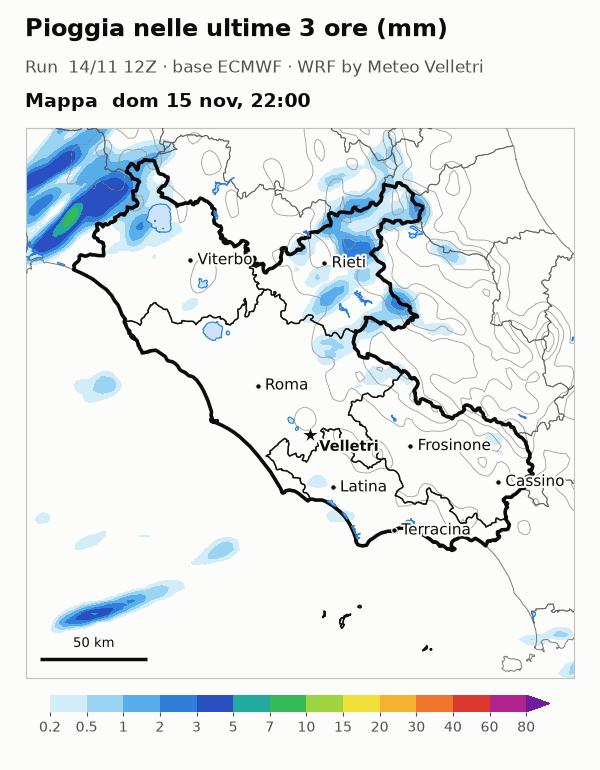 Pioggia nelle ultime 3 ore (mm)
Run  14/11 12Z · base ECMWF · WRF by Meteo Velletri
Mappa  dom 15 nov, 22:00
Viterbo
Rieti
Roma
Velletri
Frosinone
Cassino
Latina
Terracina
50 km
0.2 0.5 1 2 3 5 7 10 15 20 30 40 60 80